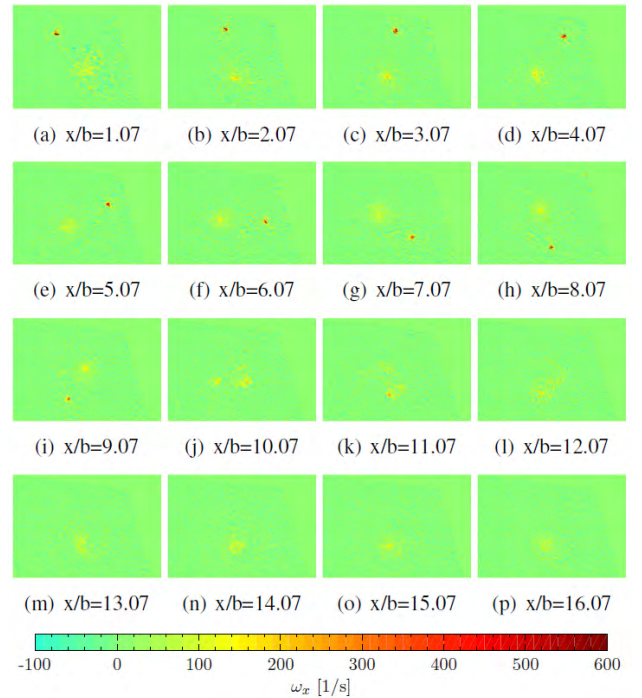 (a) x/b=1.07 (b) x/b=2.07 (c) x/b=3.07 (d) x/b=4.07
(e) x/b=5.07 (f) x/b=6.07 (g) x/b=7.07 (h) x/b=8.07
(i) x/b=9.07 (j) x/b=10.07 (k) x/b=11.07 (l) x/b=12.07
(m) x/b=13.07 (n) x/b=14.07 (o) x/b=15.07 (p) x/b=16.07
-100 0 100 200 300 400 500 600
ωₓ [1/s]